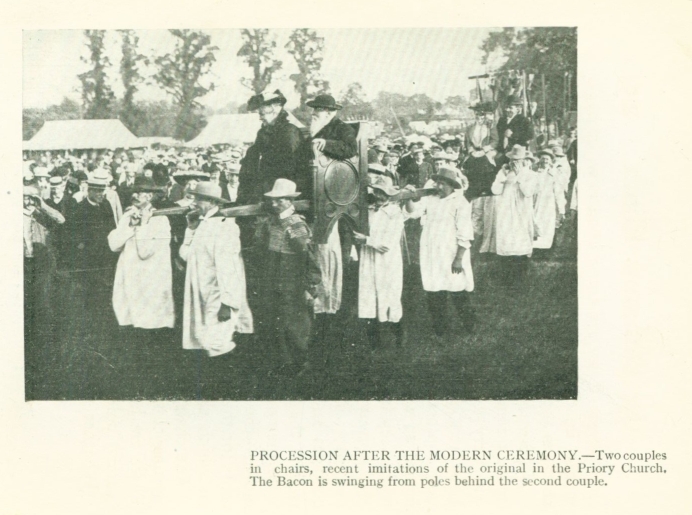 PROCESSION AFTER THE MODERN CEREMONY.—Two couples
in chairs, recent imitations of the original in the Priory Church.
The Bacon is swinging from poles behind the second couple.